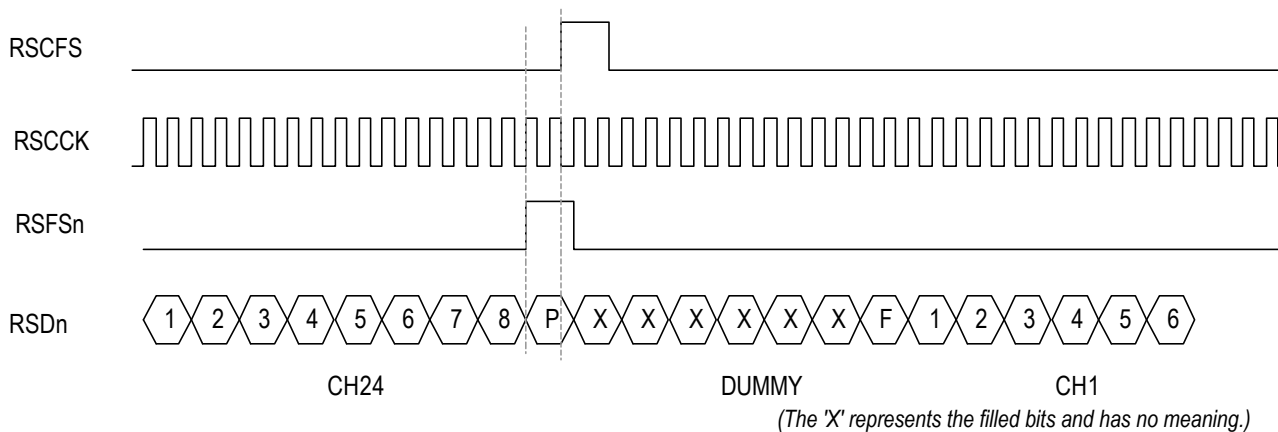 RSCFS
RSCCK
RSFSn
RSDn 1 2 3 4 5 6 7 8 P X X X X X X F 1 2 3 4 5 6
CH24 DUMMY CH1
(The 'X' represents the filled bits and has no meaning.)